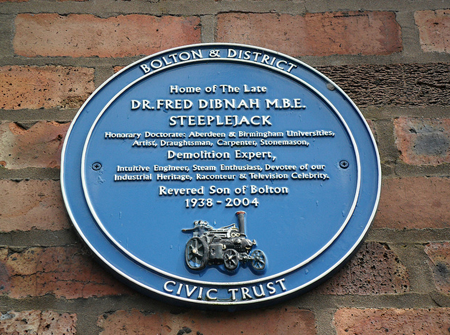 BOLTON & DISTRICT
Home of The Late
DR. FRED DIBNAH M.B.E.
STEEPLEJACK
Honorary Doctorate: Aberdeen & Birmingham Universities,
Artist, Draughtsman, Carpenter, Stonemason,
Demolition Expert,
Intuitive Engineer, Steam Enthusiast, Devotee of our
Industrial Heritage, Raconteur & Television Celebrity.
Revered Son of Bolton
1938 - 2004
CIVIC TRUST